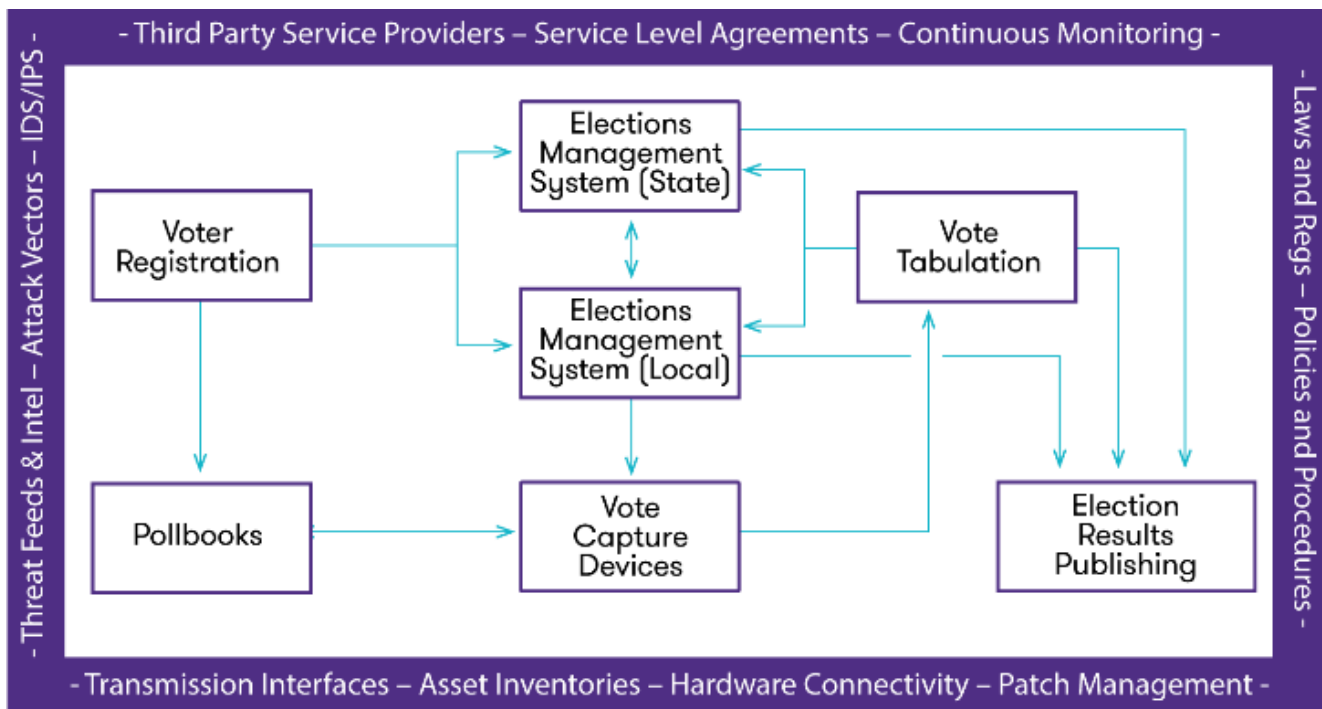 - Third Party Service Providers – Service Level Agreements – Continuous Monitoring -
- Threat Feeds & Intel – Attack Vectors – IDS/IPS -
- Laws and Regs – Policies and Procedures -
Elections
Management
System (State)
Voter
Registration
Vote
Tabulation
Elections
Management
System (Local)
Pollbooks
Vote
Capture
Devices
Election
Results
Publishing
- Transmission Interfaces – Asset Inventories – Hardware Connectivity – Patch Management -